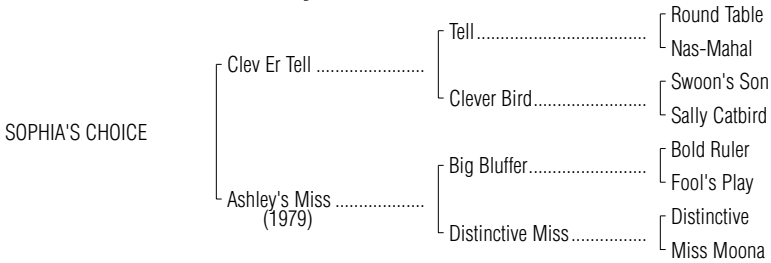 Round Table
Tell..................................
Nas-Mahal
Clev Er Tell ......................
Swoon's Son
Clever Bird.......................
Sally Catbird
SOPHIA'S CHOICE
Bold Ruler
Big Bluffer........................
Fool's Play
Ashley's Miss ..................
(1979)
Distinctive
Distinctive Miss...............
Miss Moona